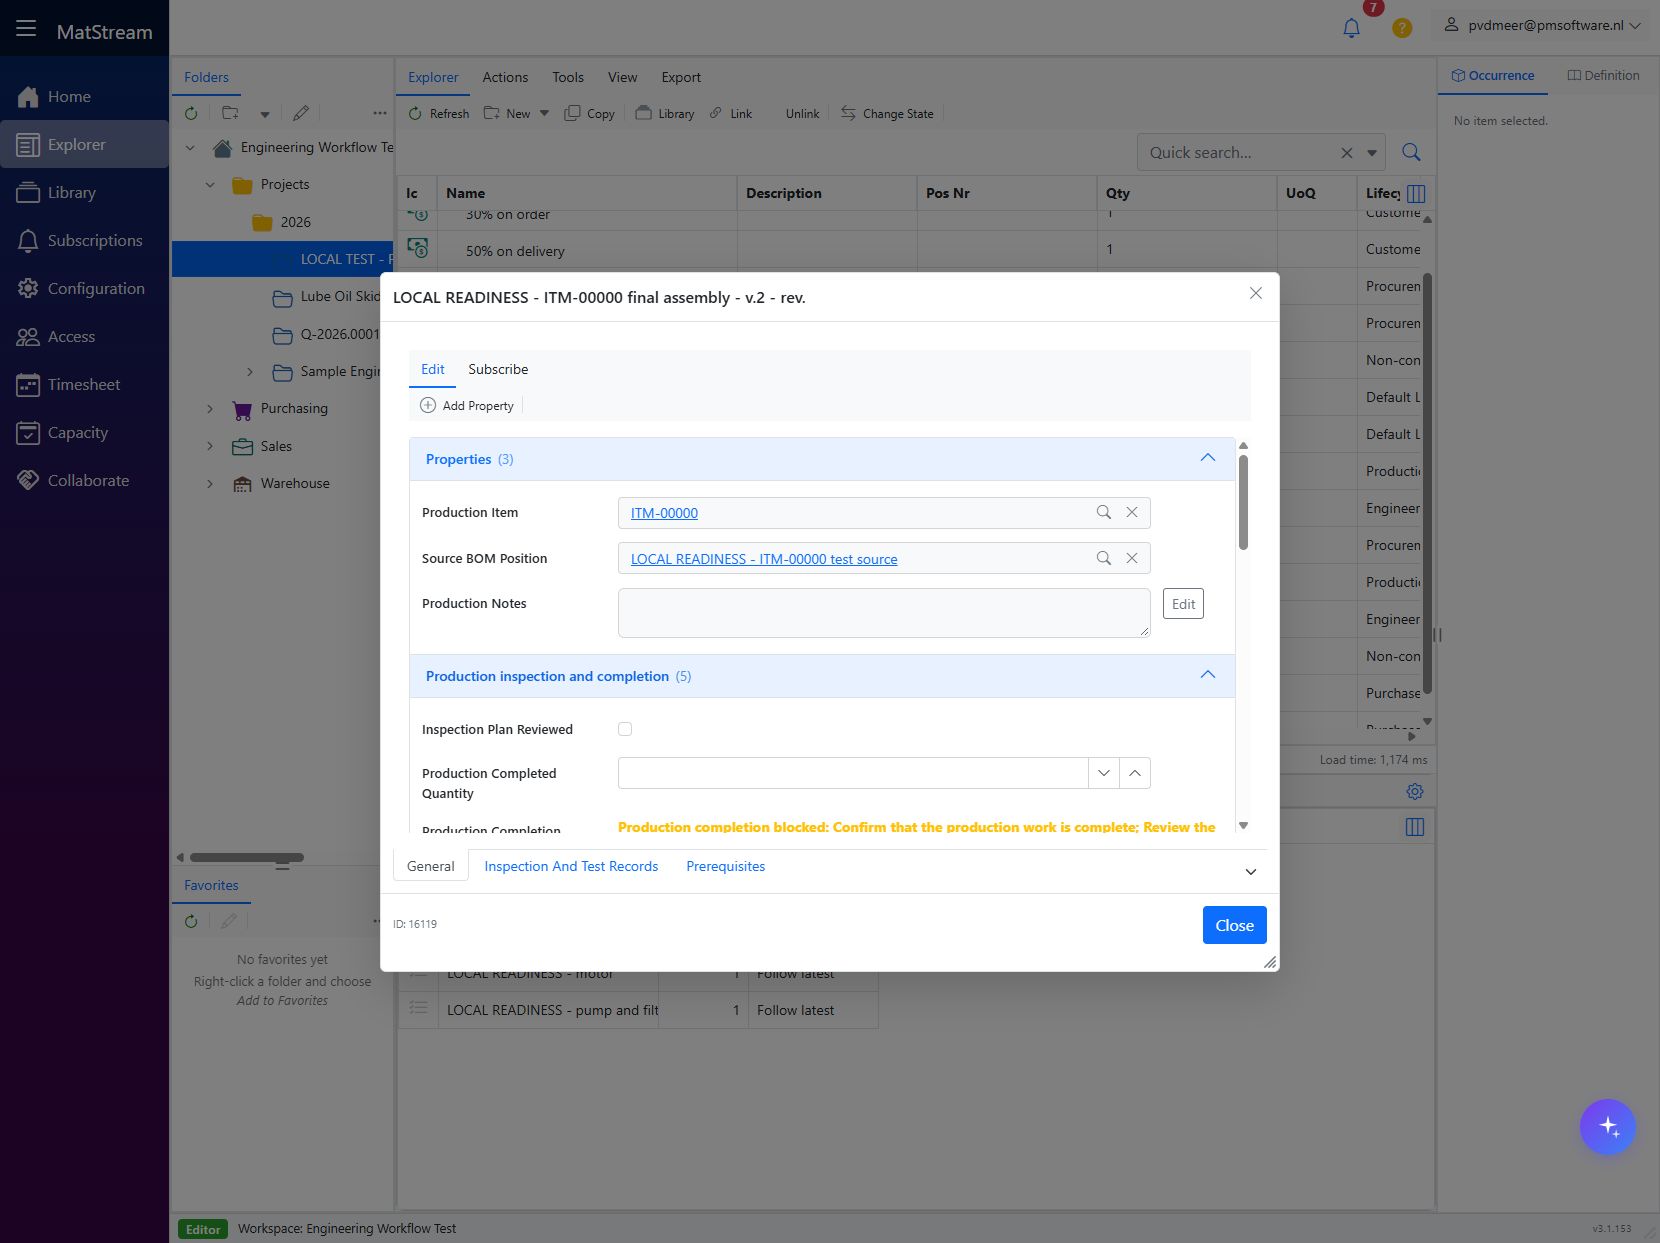 MatStream
7
?
pvdmeer@pmsoftware.nl
Home
Explorer
Library
Subscriptions
Configuration
Access
Timesheet
Capacity
Collaborate
Folders
Engineering Workflow Te
Projects
2026
LOCAL TEST - F
Lube Oil Skid
Q-2026.0001
Sample Engin
Purchasing
Sales
Warehouse
Favorites
No favorites yet
Right-click a folder and choose
Add to Favorites
Explorer Actions Tools View Export
Refresh New Copy Library Link Unlink Change State
Quick search...
Ic Name Description Pos Nr Qty UoQ Lifecy
30% on order 1 Custome
50% on delivery 1 Custome
Procuren
Procuren
Non-con
Default L
Default L
Productio
Engineer
Procuren
Productio
Engineer
Non-con
Purchase
Load time: 1,174 ms
LOCAL READINESS - ITM-00000 final assembly - v.2 - rev.
Edit Subscribe
Add Property
Properties (3)
Production Item ITM-00000
Source BOM Position LOCAL READINESS - ITM-00000 test source
Production Notes Edit
Production inspection and completion (5)
Inspection Plan Reviewed
Production Completed
Quantity
Production Completion Production completion blocked: Confirm that the production work is complete; Review the
General Inspection And Test Records Prerequisites
ID: 16119
Close
LOCAL READINESS - motor 1 Follow latest
LOCAL READINESS - pump and filt 1 Follow latest
Occurrence Definition
No item selected.
Editor Workspace: Engineering Workflow Test
v3.1.153